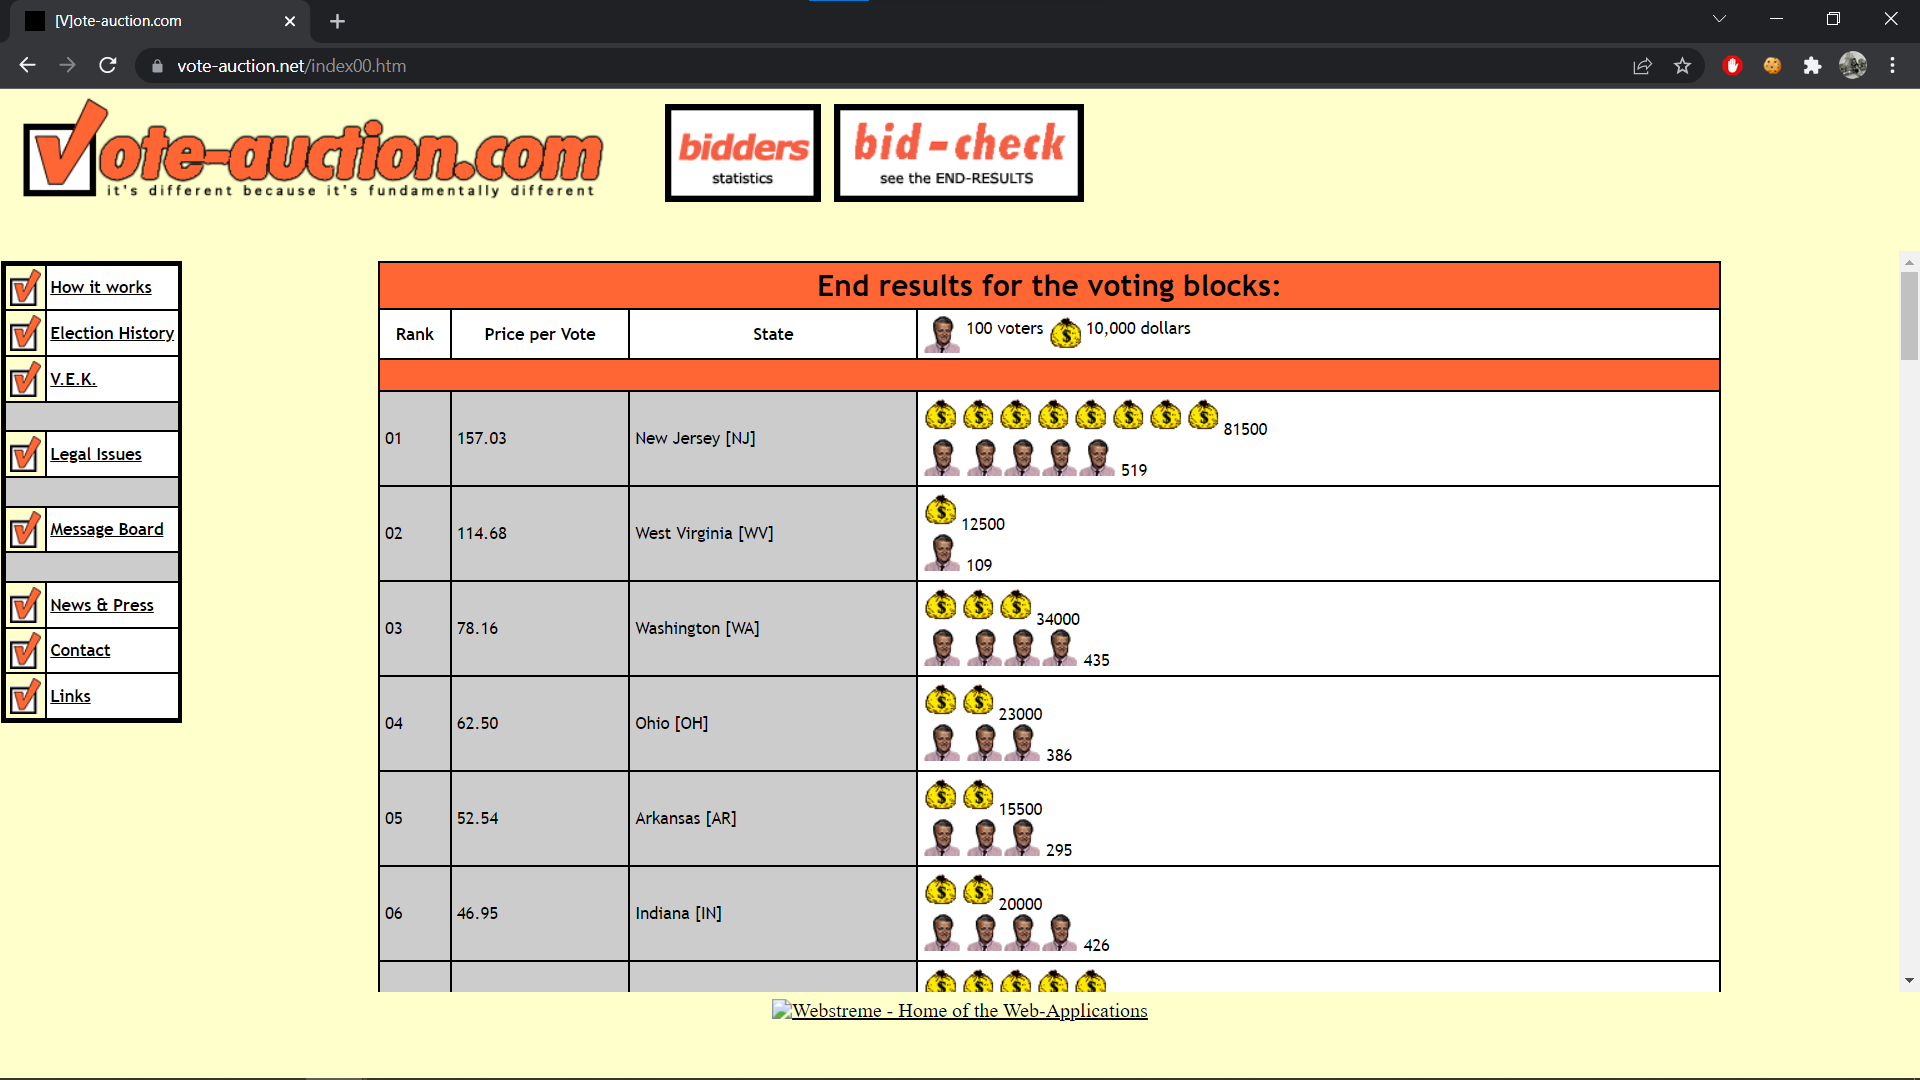 [V]ote-auction.com
vote-auction.net/index00.htm
Vote-auction.com
it's different because it's fundamentally different
bidders
statistics
bid-check
see the END-RESULTS
How it works
Election History
V.E.K.
Legal Issues
Message Board
News & Press
Contact
Links
End results for the voting blocks:
Rank Price per Vote State 100 voters 10,000 dollars
01 157.03 New Jersey [NJ] 81500
519
02 114.68 West Virginia [WV] 12500
109
03 78.16 Washington [WA] 34000
435
04 62.50 Ohio [OH] 23000
386
05 52.54 Arkansas [AR] 15500
295
06 46.95 Indiana [IN] 20000
426
Webstreme - Home of the Web-Applications